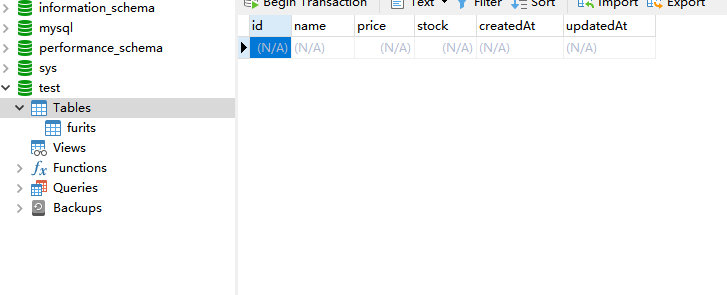 information_schema
mysql
performance_schema
sys
test
Tables
furits
Views
Functions
Queries
Backups
Begin Transaction Text Filter Sort Import Export
id name price stock createdAt updatedAt
(N/A) (N/A) (N/A) (N/A) (N/A) (N/A)